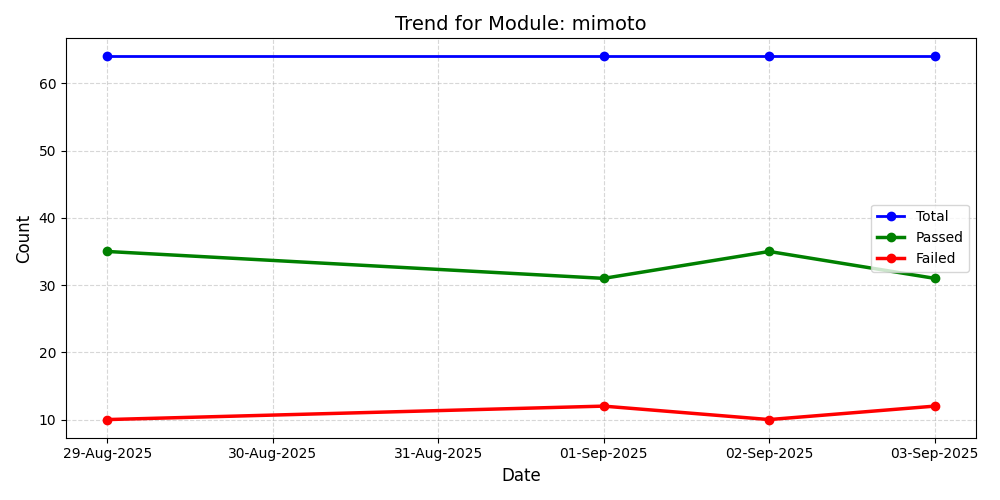 Trend for Module: mimoto
Count
60
50
40
30
20
10
Total
Passed
Failed
29-Aug-2025
30-Aug-2025
31-Aug-2025
01-Sep-2025
02-Sep-2025
03-Sep-2025
Date